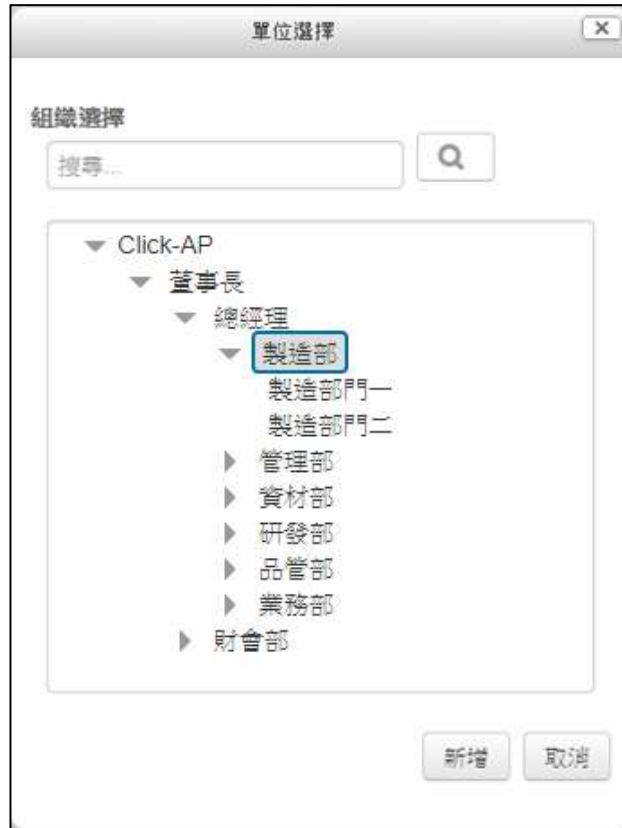 單位選擇
組織選擇
搜尋...
Click-AP
董事長
總經理
製造部
製造部門一
製造部門二
管理部
資材部
研發部
品管部
業務部
財會部
新增
取消